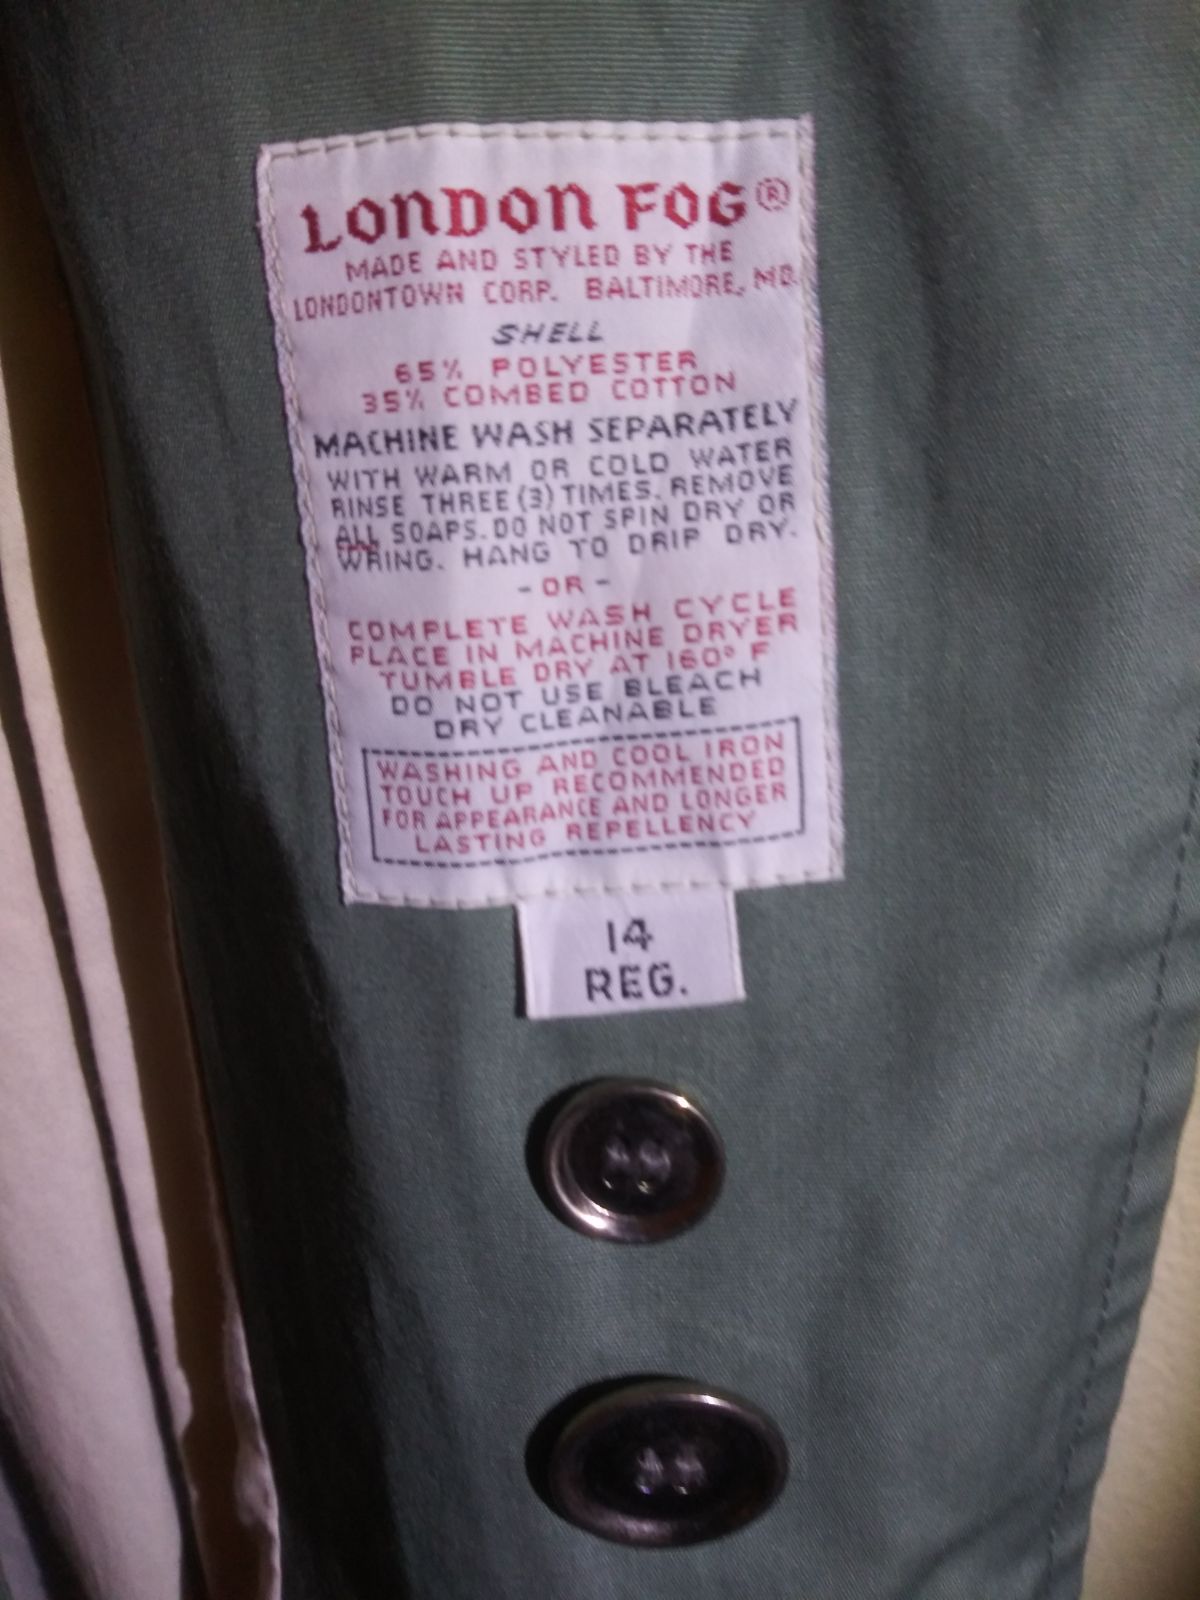 LONDON FOG®
MADE AND STYLED BY THE
LONDONTOWN CORP. BALTIMORE, MD.
SHELL
65% POLYESTER
35% COMBED COTTON
MACHINE WASH SEPARATELY
WITH WARM OR COLD WATER
RINSE THREE (3) TIMES. REMOVE
ALL SOAPS. DO NOT SPIN DRY OR
WRING. HANG TO DRIP DRY.
- OR -
COMPLETE WASH CYCLE
PLACE IN MACHINE DRYER
TUMBLE DRY AT 160° F
DO NOT USE BLEACH
DRY CLEANABLE
WASHING AND COOL IRON
TOUCH UP RECOMMENDED
FOR APPEARANCE AND LONGER
LASTING REPELLENCY
14
REG.